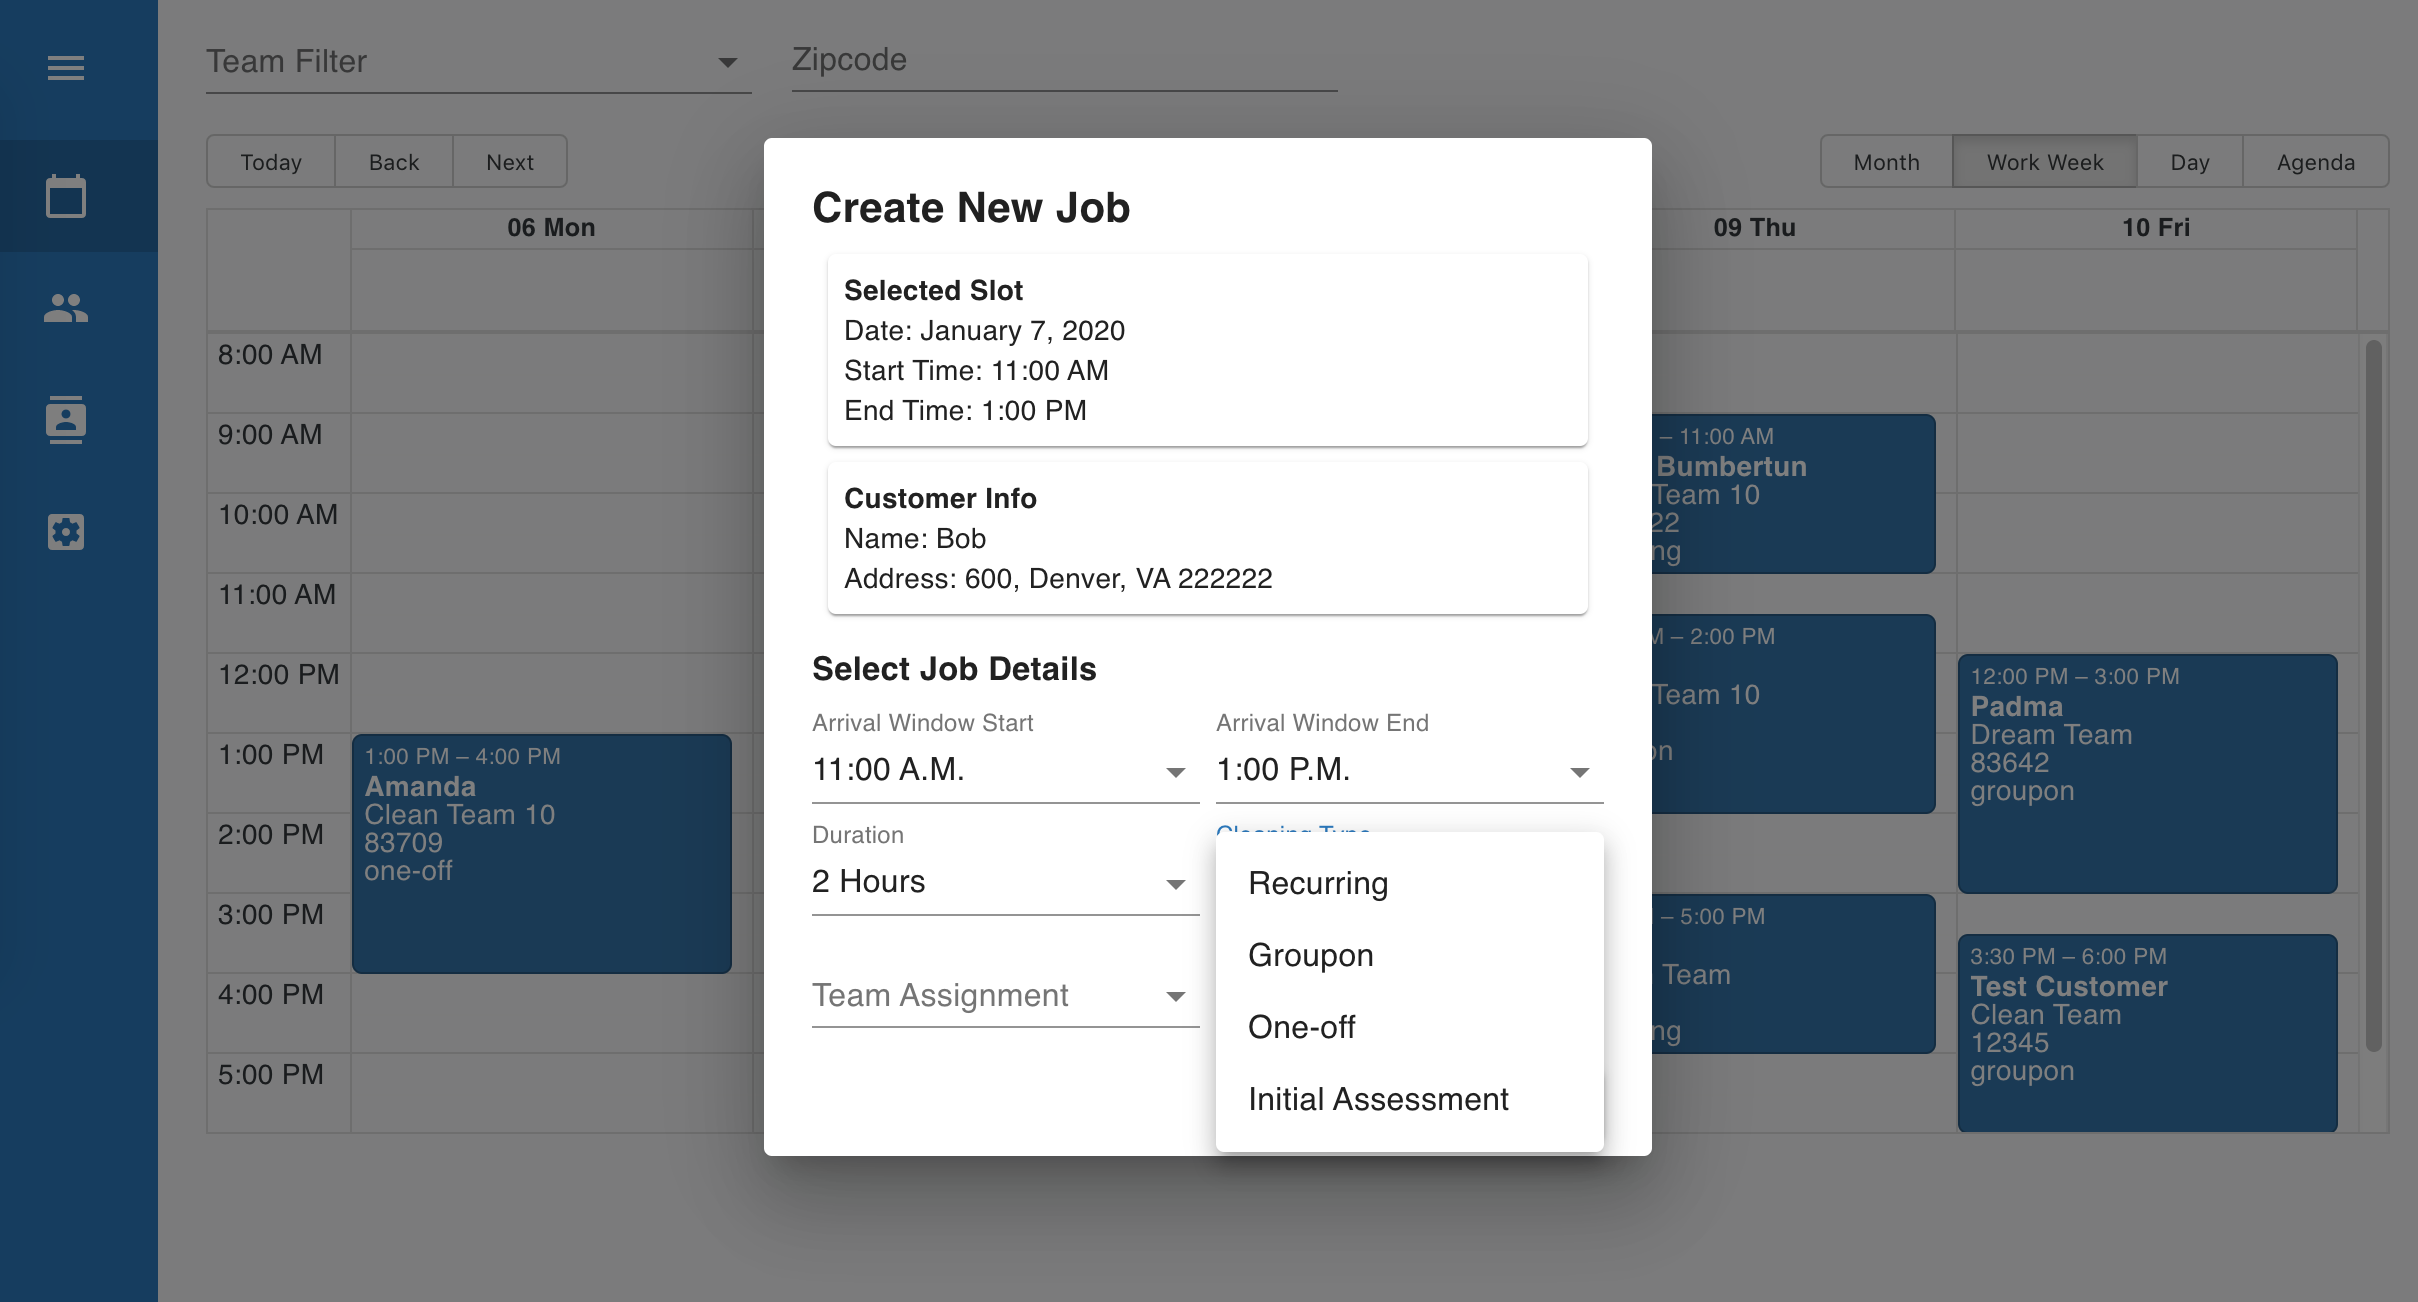 Team Filter
Zipcode
Today
Back
Next
Month
Work Week
Day
Agenda
06 Mon
09 Thu
10 Fri
8:00 AM
9:00 AM
10:00 AM
11:00 AM
12:00 PM
1:00 PM
2:00 PM
3:00 PM
4:00 PM
5:00 PM
1:00 PM – 4:00 PM
Amanda
Clean Team 10
83709
one-off
Create New Job
Selected Slot
Date: January 7, 2020
Start Time: 11:00 AM
End Time: 1:00 PM
Customer Info
Name: Bob
Address: 600, Denver, VA 222222
Select Job Details
Arrival Window Start
11:00 A.M.
Arrival Window End
1:00 P.M.
Duration
2 Hours
Cleaning Type
Recurring
Groupon
One-off
Initial Assessment
Team Assignment
– 11:00 AM
Bumbertun
Team 10
22
ng
M – 2:00 PM
Team 10
on
– 5:00 PM
Team
ng
12:00 PM – 3:00 PM
Padma
Dream Team
83642
groupon
3:30 PM – 6:00 PM
Test Customer
Clean Team
12345
groupon